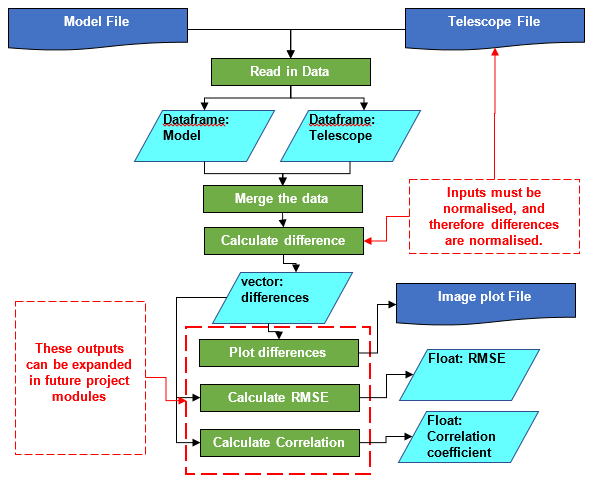 Model File
Telescope File
Read in Data
Dataframe:
Model
Dataframe:
Telescope
Merge the data
Inputs must be
normalised, and
therefore differences
are normalised.
Calculate difference
vector:
differences
Image plot File
These outputs
can be expanded
in future project
modules
Plot differences
Float: RMSE
Calculate RMSE
Float:
Correlation
coefficient
Calculate Correlation